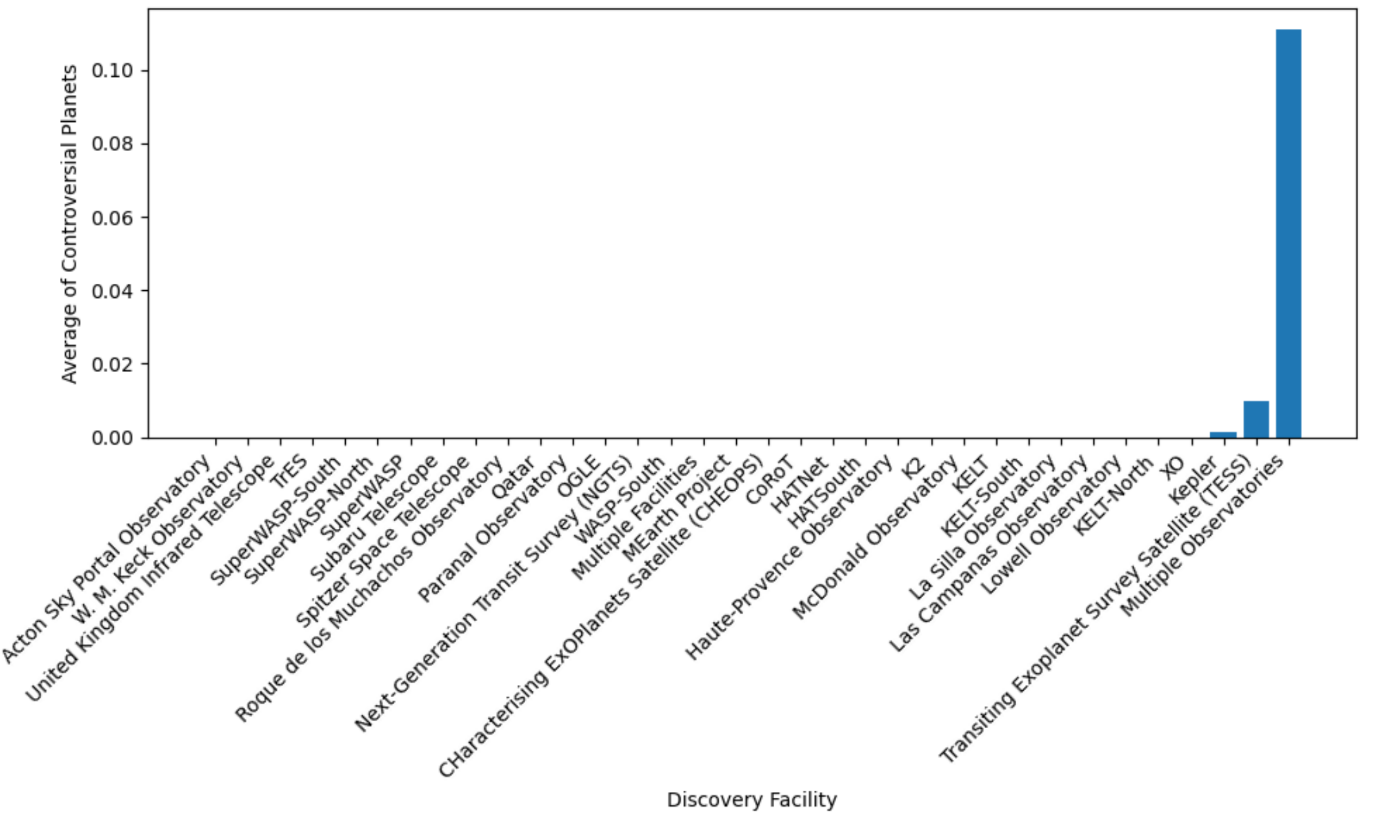 Average of Controversial Planets
0.10
0.08
0.06
0.04
0.02
0.00
Acton Sky Portal Observatory
W. M. Keck Observatory
United Kingdom Infrared Telescope
TrES
SuperWASP-South
SuperWASP-North
SuperWASP
Subaru Telescope
Spitzer Space Telescope
Roque de los Muchachos Observatory
Qatar
Paranal Observatory
OGLE
Next-Generation Transit Survey (NGTS)
WASP-South
Multiple Facilities
MEarth Project
CHaracterising ExOPlanets Satellite (CHEOPS)
CoRoT
HATNet
HATSouth
Haute-Provence Observatory
K2
McDonald Observatory
KELT
KELT-South
La Silla Observatory
Las Campanas Observatory
Lowell Observatory
KELT-North
XO
Kepler
Transiting Exoplanet Survey Satellite (TESS)
Multiple Observatories
Discovery Facility